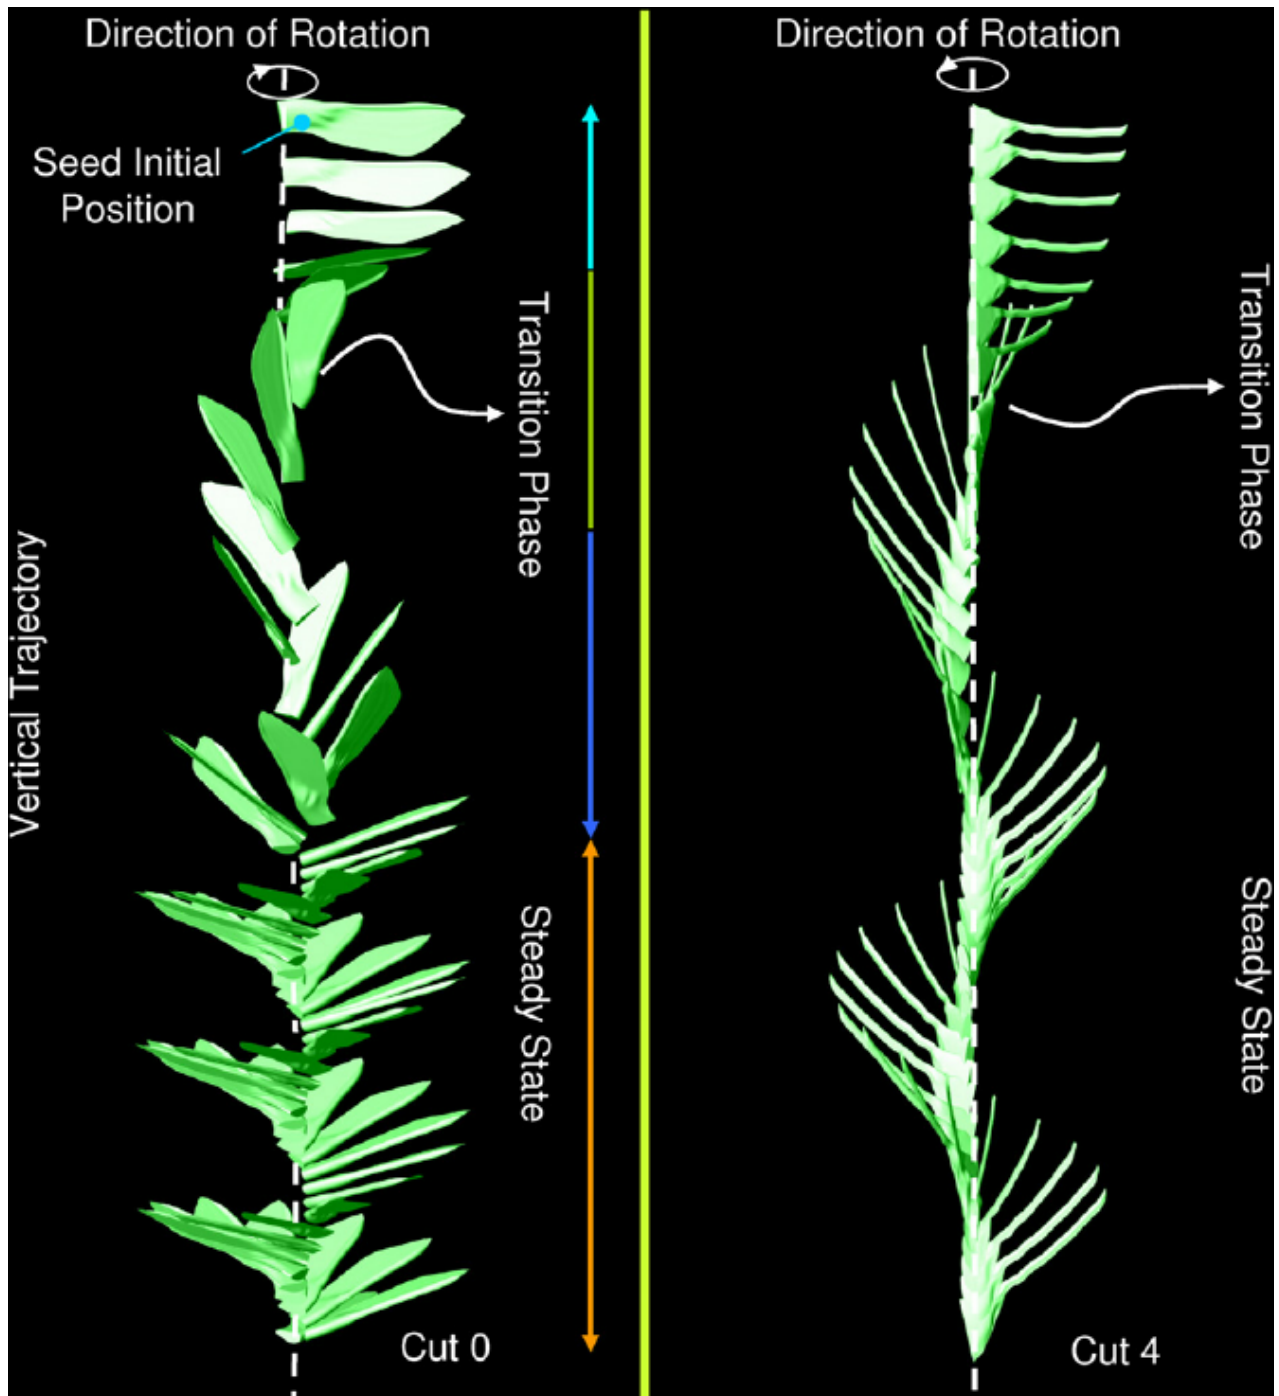 Direction of Rotation
Seed Initial
Position
Transition Phase
Vertical Trajectory
Steady State
Cut 0
Direction of Rotation
Transition Phase
Steady State
Cut 4